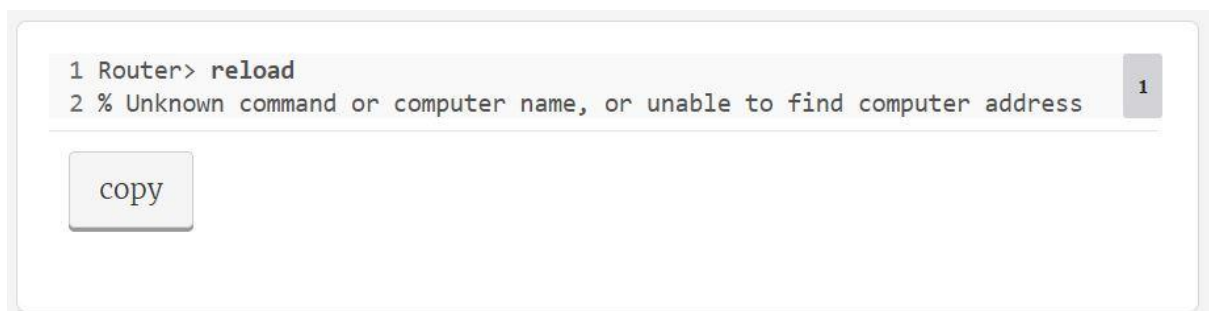 1 Router> reload
2 % Unknown command or computer name, or unable to find computer address
1
copy